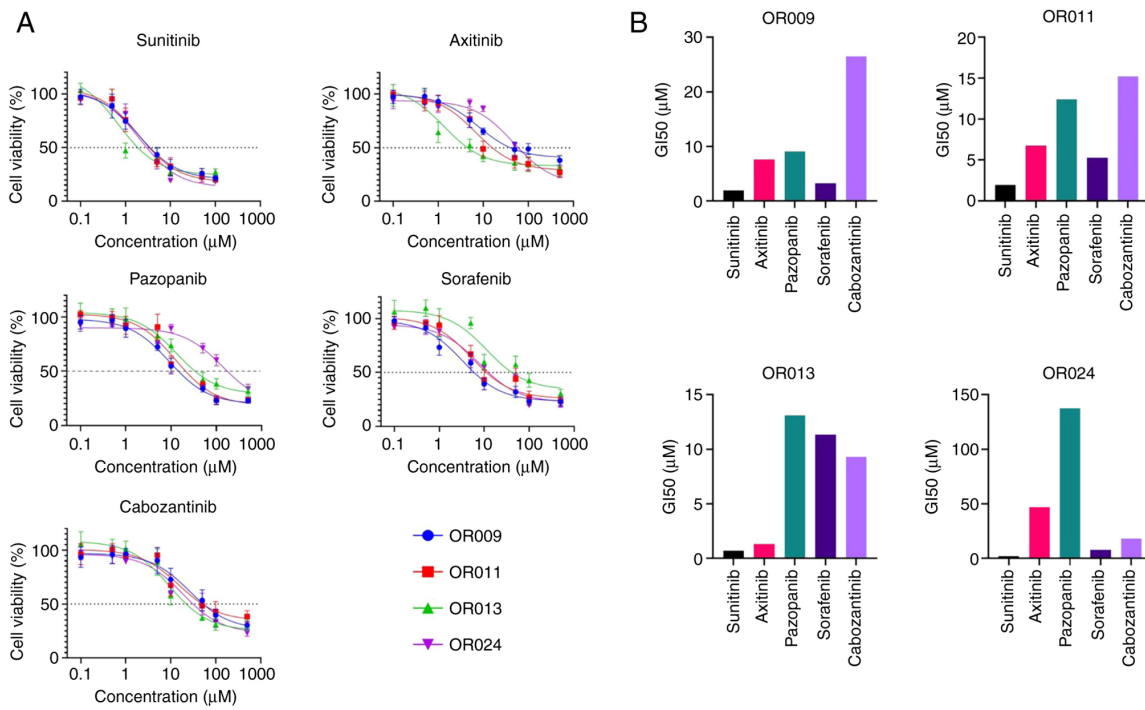 A
Sunitinib
Cell viability (%)
100
50
0
0.1 1 10 100 1000
Concentration (μM)
Axitinib
Cell viability (%)
100
50
0
0.1 1 10 100 1000
Concentration (μM)
Pazopanib
Cell viability (%)
100
50
0
0.1 1 10 100 1000
Concentration (μM)
Sorafenib
Cell viability (%)
100
50
0
0.1 1 10 100 1000
Concentration (μM)
Cabozantinib
Cell viability (%)
100
50
0
0.1 1 10 100 1000
Concentration (μM)
OR009
OR011
OR013
OR024
B
OR009
GI50 (μM)
30
20
10
0
Sunitinib
Axitinib
Pazopanib
Sorafenib
Cabozantinib
OR011
GI50 (μM)
20
15
10
5
0
Sunitinib
Axitinib
Pazopanib
Sorafenib
Cabozantinib
OR013
GI50 (μM)
15
10
5
0
Sunitinib
Axitinib
Pazopanib
Sorafenib
Cabozantinib
OR024
GI50 (μM)
150
100
50
0
Sunitinib
Axitinib
Pazopanib
Sorafenib
Cabozantinib